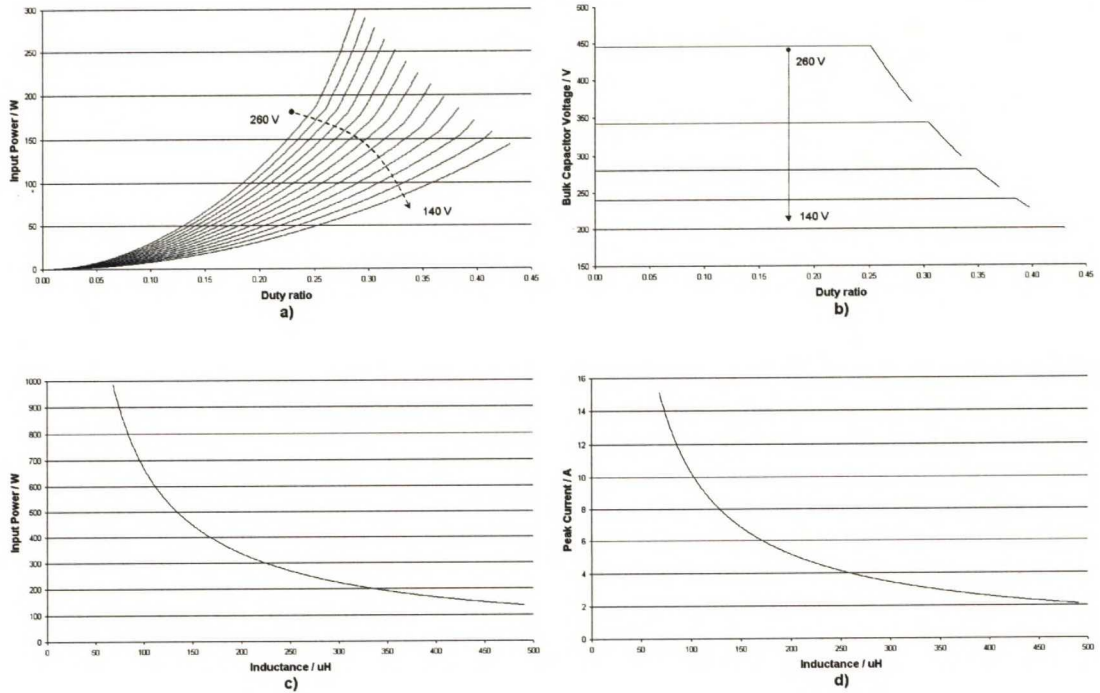 Input Power / W
300
250
200
150
100
50
0
260 V
140 V
0.00 0.05 0.10 0.15 0.20 0.25 0.30 0.35 0.40 0.45
Duty ratio
a)
Bulk Capacitor Voltage / V
500
450
400
350
300
250
200
150
260 V
140 V
0.00 0.05 0.10 0.15 0.20 0.25 0.30 0.35 0.40 0.45
Duty ratio
b)
Input Power / W
1000
900
800
700
600
500
400
300
200
100
0
0 50 100 150 200 250 300 350 400 450 500
Inductance / uH
c)
Peak Current / A
16
14
12
10
8
6
4
2
0
0 50 100 150 200 250 300 350 400 450 500
Inductance / uH
d)